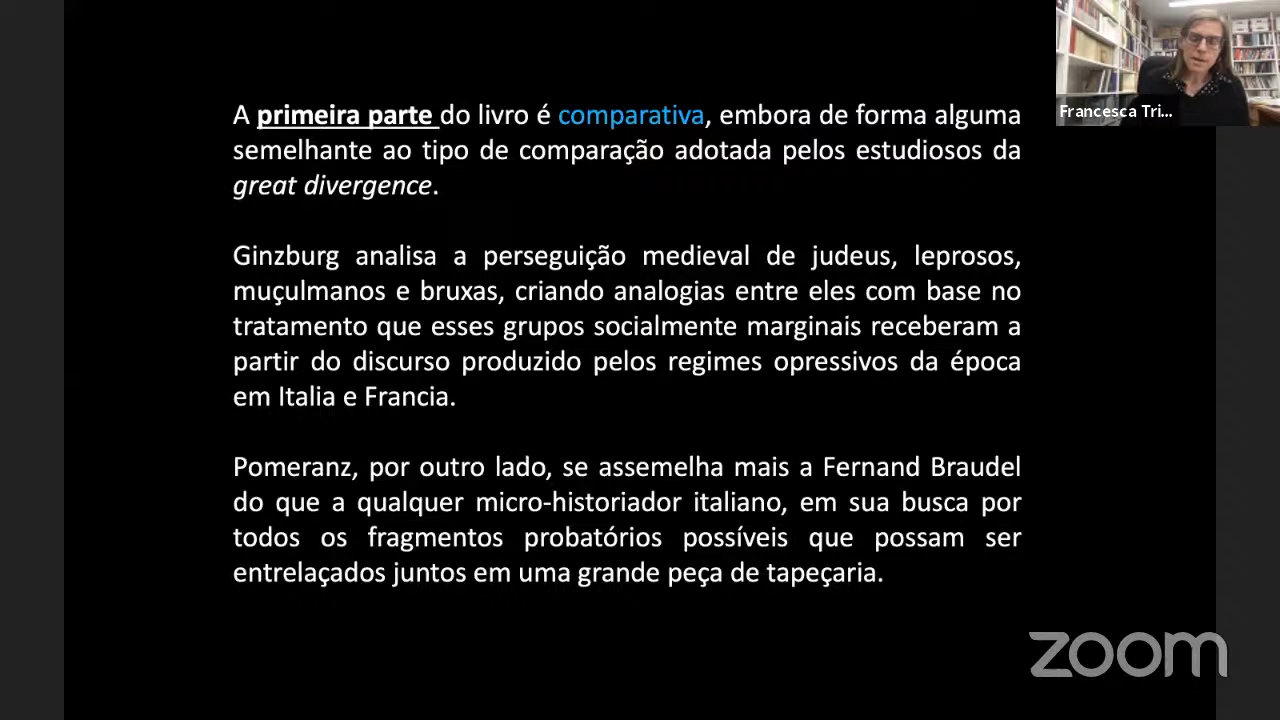 A primeira parte do livro é comparativa, embora de forma alguma
semelhante ao tipo de comparação adotada pelos estudiosos da
great divergence.
Ginzburg analisa a perseguição medieval de judeus, leprosos,
muçulmanos e bruxas, criando analogias entre eles com base no
tratamento que esses grupos socialmente marginais receberam a
partir do discurso produzido pelos regimes opressivos da época
em Italia e Francia.
Pomeranz, por outro lado, se assemelha mais a Fernand Braudel
do que a qualquer micro-historiador italiano, em sua busca por
todos os fragmentos probatórios possíveis que possam ser
entrelaçados juntos em uma grande peça de tapeçaria.
Francesca Tri...
zoom